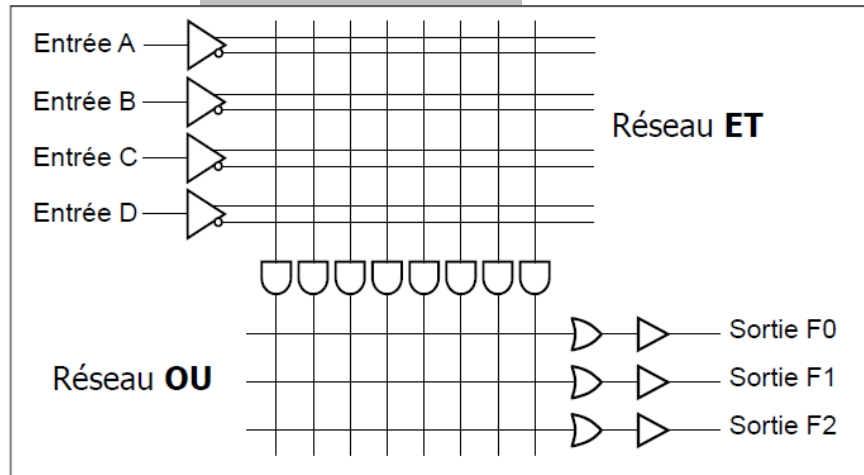 Entrée A
Entrée B
Réseau ET
Entrée C
Entrée D
Sortie F0
Réseau OU
Sortie F1
Sortie F2